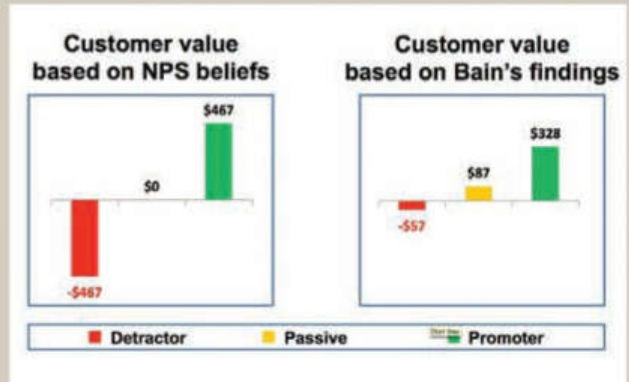 Customer value
based on NPS beliefs
$467
$0
-$467
Customer value
based on Bain's findings
$328
$87
-$57
Detractor
Passive
Promoter